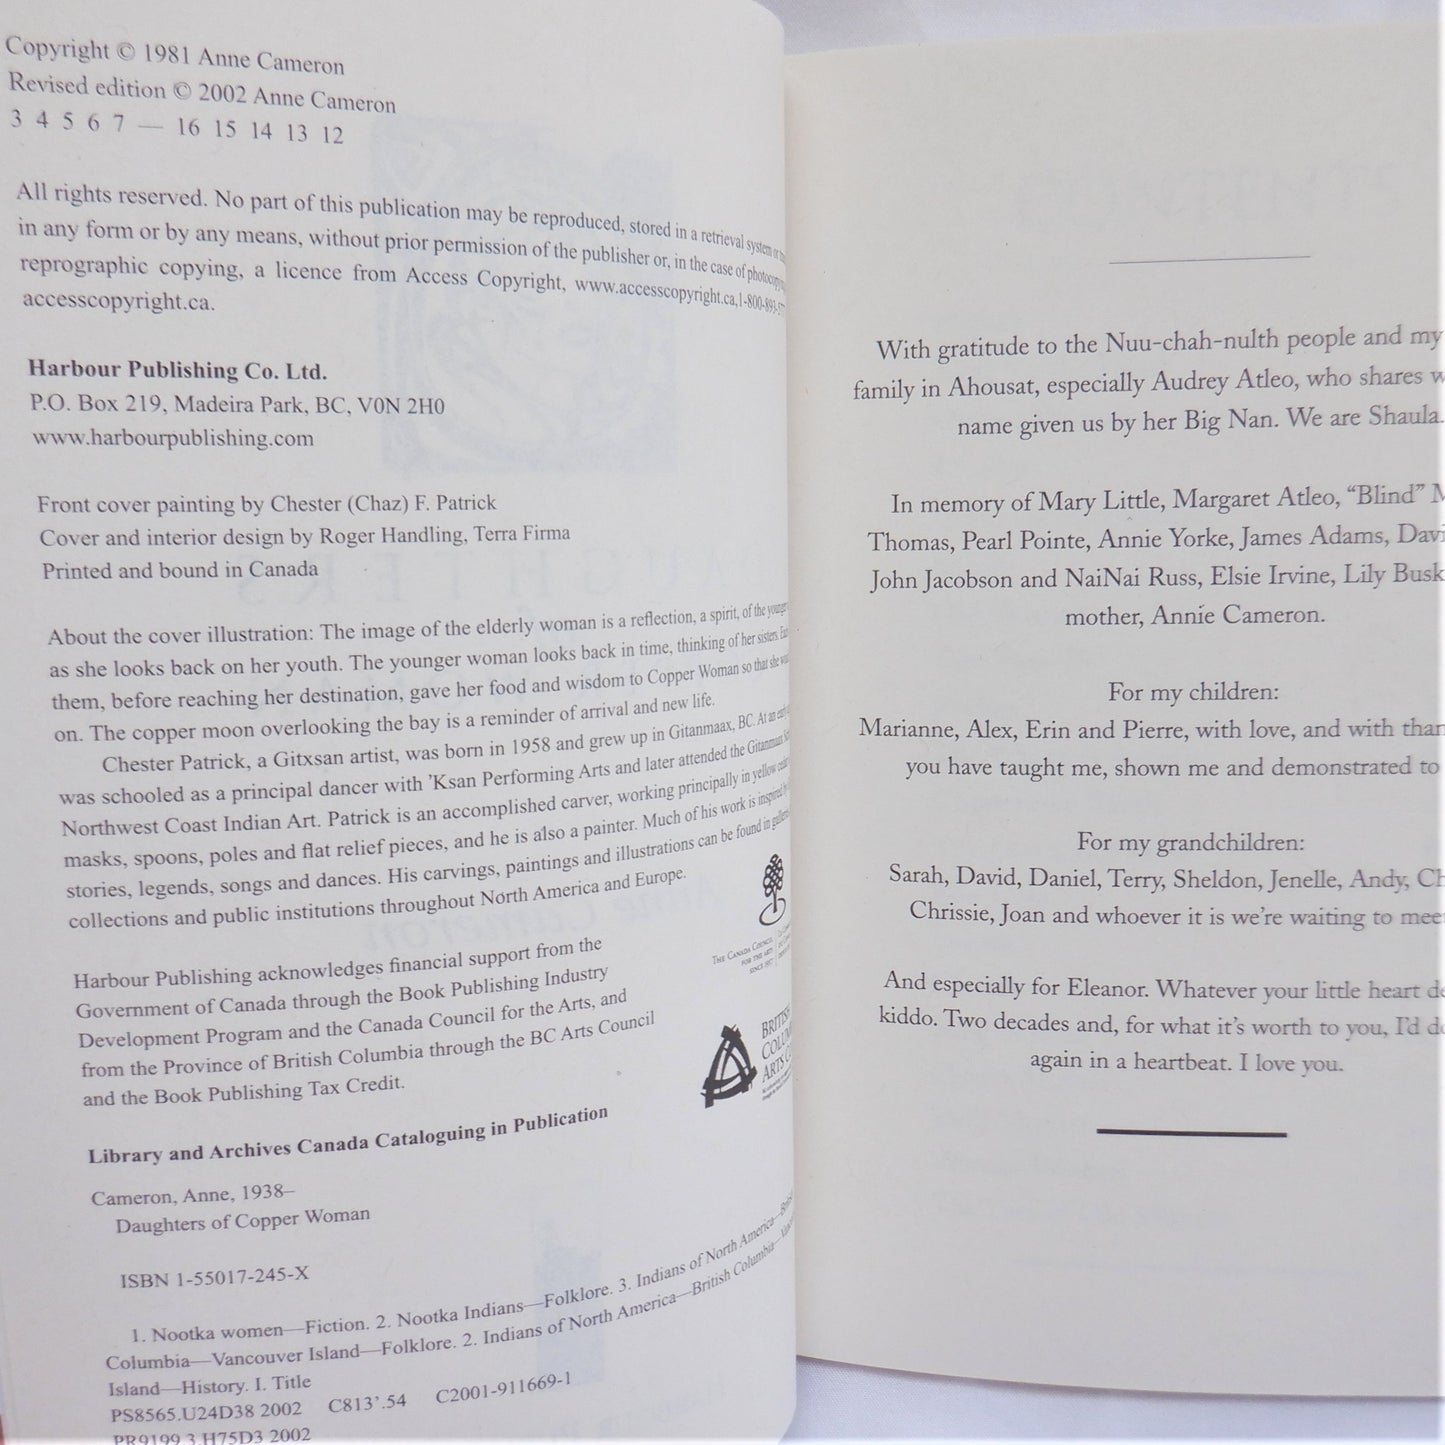 Copyright © 1981 Anne Cameron
Revised edition © 2002 Anne Cameron
3 4 5 6 7 — 16 15 14 13 12
All rights reserved. No part of this publication may be reproduced, stored in a retrieval system or
in any form or by any means, without prior permission of the publisher or, in the case of
reprographic copying, a licence from Access Copyright, www.accesscopyright.ca, 1-800-893-
accesscopyright.ca.
Harbour Publishing Co. Ltd.
P.O. Box 219, Madeira Park, BC, V0N 2H0
www.harbourpublishing.com
Front cover painting by Chester (Chaz) F. Patrick
Cover and interior design by Roger Handling, Terra Firma
Printed and bound in Canada
About the cover illustration: The image of the elderly woman is a reflection, a spirit, of the younger
as she looks back on her youth. The younger woman looks back in time, thinking of her sisters.
them, before reaching her destination, gave her food and wisdom to Copper Woman so that she
on. The copper moon overlooking the bay is a reminder of arrival and new life.
Chester Patrick, a Gitxsan artist, was born in 1958 and grew up in Gitanmaax, BC. At an early
was schooled as a principal dancer with 'Ksan Performing Arts and later attended the Gitanmaax
Northwest Coast Indian Art. Patrick is an accomplished carver, working principally in yellow cedar
masks, spoons, poles and flat relief pieces, and he is also a painter. Much of his work is inspired
stories, legends, songs and dances. His carvings, paintings and illustrations can be found in
collections and public institutions throughout North America and Europe.
THE CANADA COUNCIL
FOR THE ARTS
SINCE 1957
Harbour Publishing acknowledges financial support from the
Government of Canada through the Book Publishing Industry
Development Program and the Canada Council for the Arts, and
from the Province of British Columbia through the BC Arts Council
and the Book Publishing Tax Credit.
Library and Archives Canada Cataloguing in Publication
Cameron, Anne, 1938–
Daughters of Copper Woman
ISBN 1-55017-245-X
1. Nootka women—Fiction. 2. Nootka Indians—Folklore. 3. Indians of North America—
Columbia—Vancouver Island—Folklore. 2. Indians of North America—British Columbia—
Island—History. I. Title
PS8565.U24D38 2002 C813'.54 C2001-911669-1
PR9199.3.H75D3 2002
With gratitude to the Nuu-chah-nulth people and my
family in Ahousat, especially Audrey Atleo, who shares
name given us by her Big Nan. We are Shaula.
In memory of Mary Little, Margaret Atleo, “Blind”
Thomas, Pearl Pointe, Annie Yorke, James Adams,
John Jacobson and NaiNai Russ, Elsie Irvine, Lily
mother, Annie Cameron.
For my children:
Marianne, Alex, Erin and Pierre, with love, and with
you have taught me, shown me and demonstrated to
For my grandchildren:
Sarah, David, Daniel, Terry, Sheldon, Jenelle, Andy,
Chrissie, Joan and whoever it is we’re waiting to
And especially for Eleanor. Whatever your little heart
kiddo. Two decades and, for what it’s worth to you, I’d
again in a heartbeat. I love you.